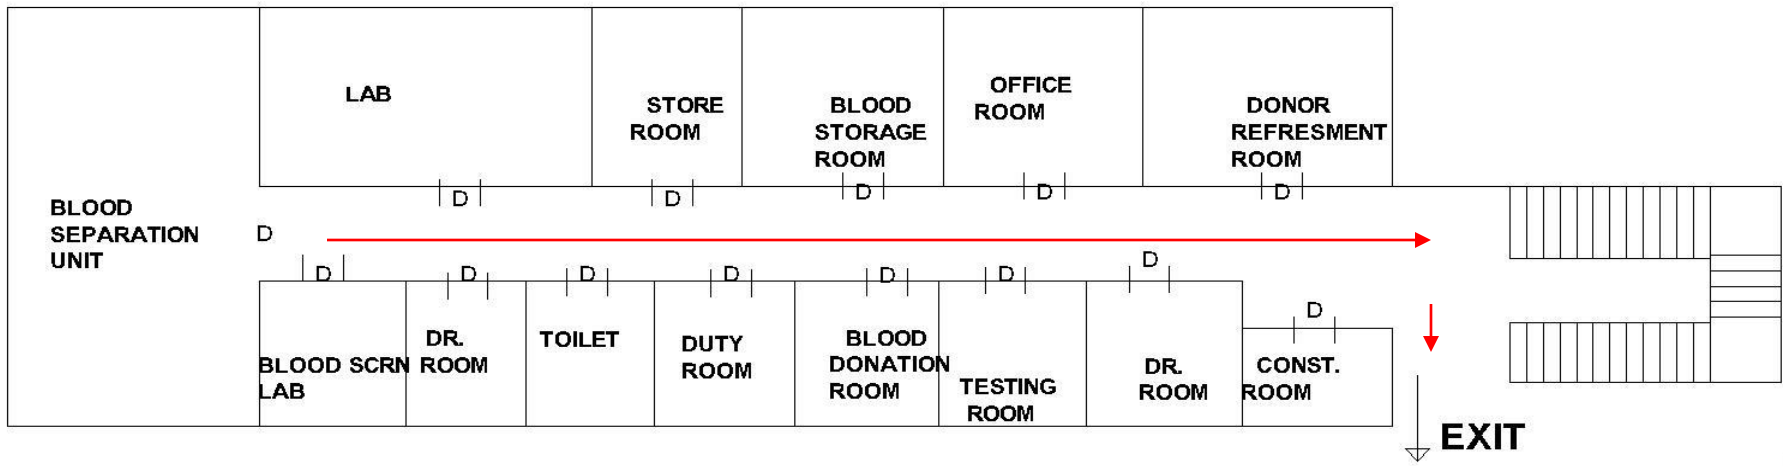 LAB
STORE
ROOM
BLOOD
STORAGE
ROOM
OFFICE
ROOM
DONOR
REFRESMENT
ROOM
D
D
D
D
D
BLOOD
SEPARATION
UNIT
D
D
D
D
D
D
D
D
D
BLOOD SCRN
LAB
DR.
ROOM
TOILET
DUTY
ROOM
BLOOD
DONATION
ROOM
TESTING
ROOM
DR.
ROOM
CONST.
ROOM
EXIT